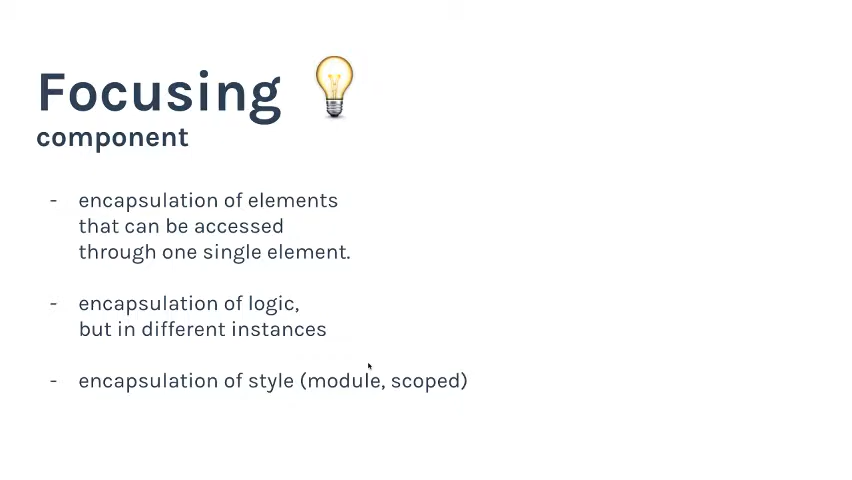 Focusing
component
- encapsulation of elements
that can be accessed
through one single element.
- encapsulation of logic,
but in different instances
- encapsulation of style (module, scoped)